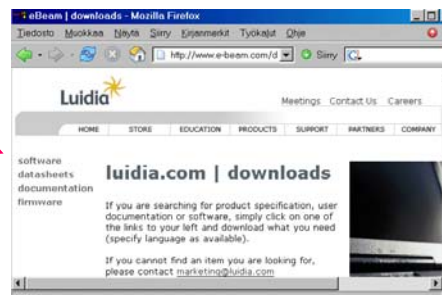 eBeam | downloads - Mozilla Firefox
Tiedosto Muokkaa Näytä Siirry Kirjanmerkit Työkalut Ohje
http://www.e-beam.com/d Siirry
Luidia
Meetings Contact Us Careers
HOME STORE EDUCATION PRODUCTS SUPPORT PARTNERS COMPANY
software
datasheets
documentation
firmware
luidia.com | downloads
If you are searching for product specification, user
documentation or software, simply click on one of
the links to your left and download what you need
(specify language as available).
If you cannot find an item you are looking for,
please contact marketing@luidia.com